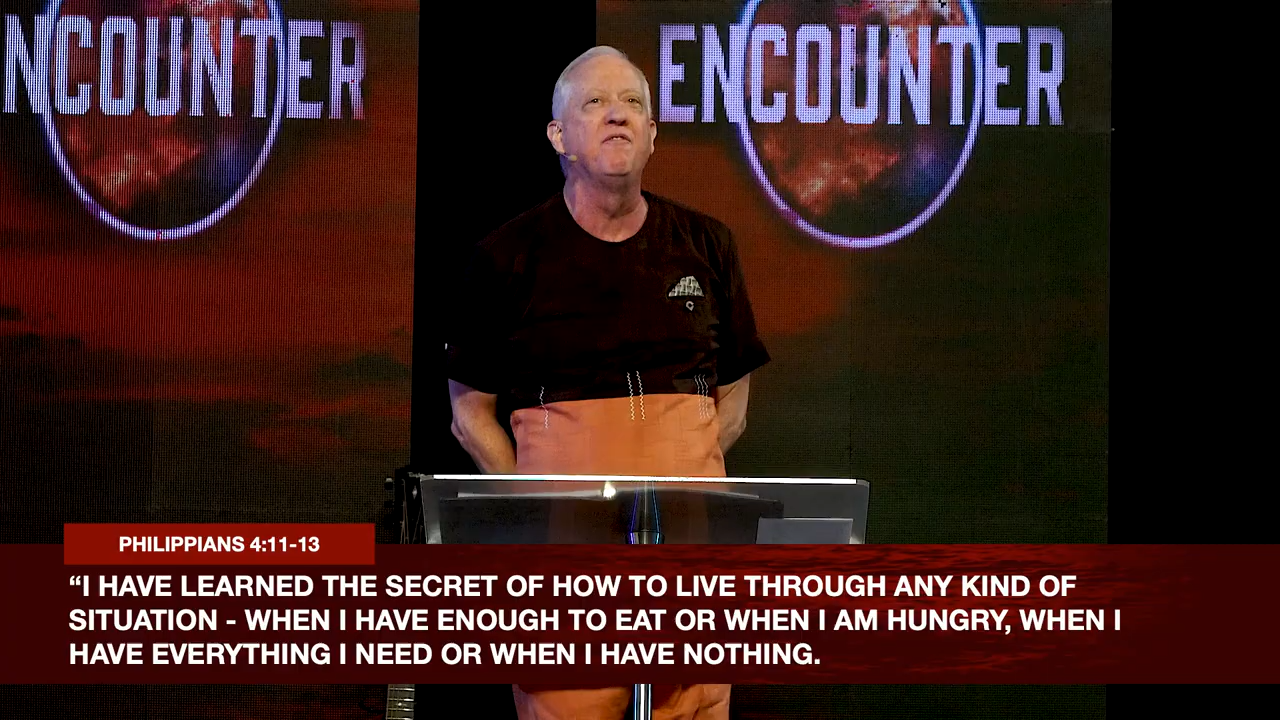 NCOUNTER
ENCOUNTER
PHILIPPIANS 4:11-13
“I HAVE LEARNED THE SECRET OF HOW TO LIVE THROUGH ANY KIND OF
SITUATION - WHEN I HAVE ENOUGH TO EAT OR WHEN I AM HUNGRY, WHEN I
HAVE EVERYTHING I NEED OR WHEN I HAVE NOTHING.